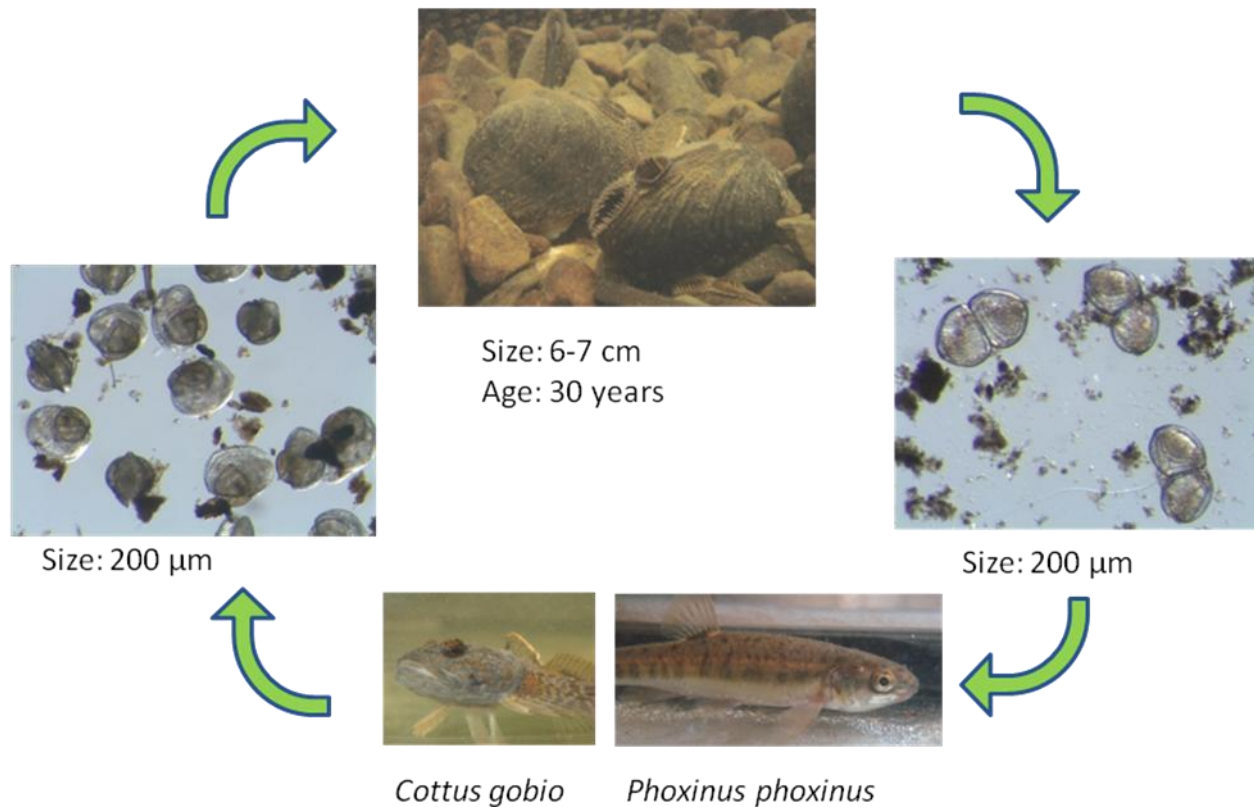 Size: 6-7 cm
Age: 30 years
Size: 200 µm
Size: 200 µm
Cottus gobio
Phoxinus phoxinus